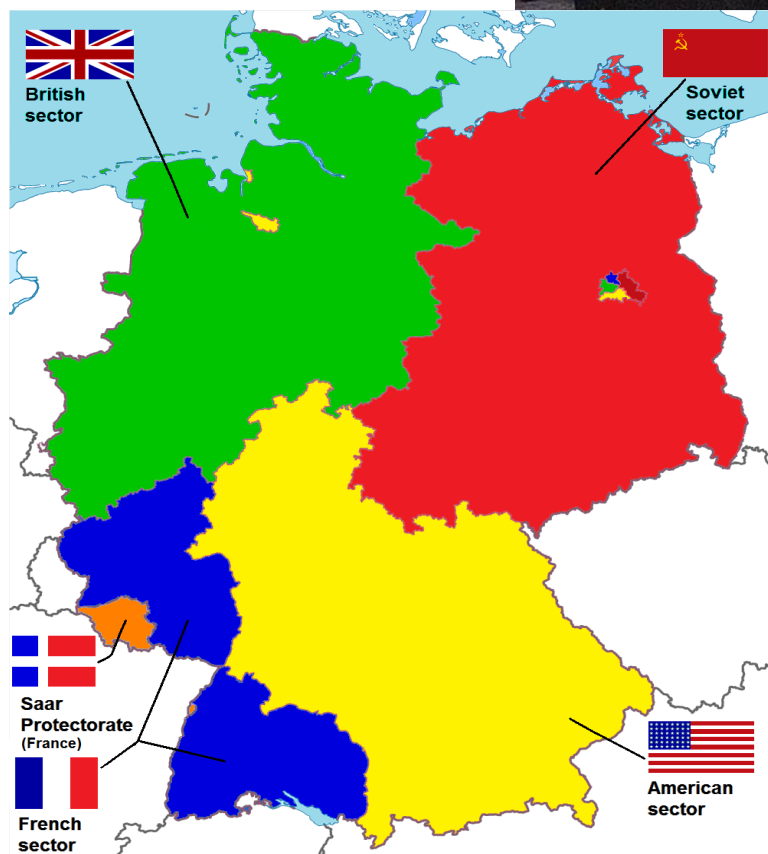 British
sector
Soviet
sector
Saar
Protectorate
(France)
French
sector
American
sector